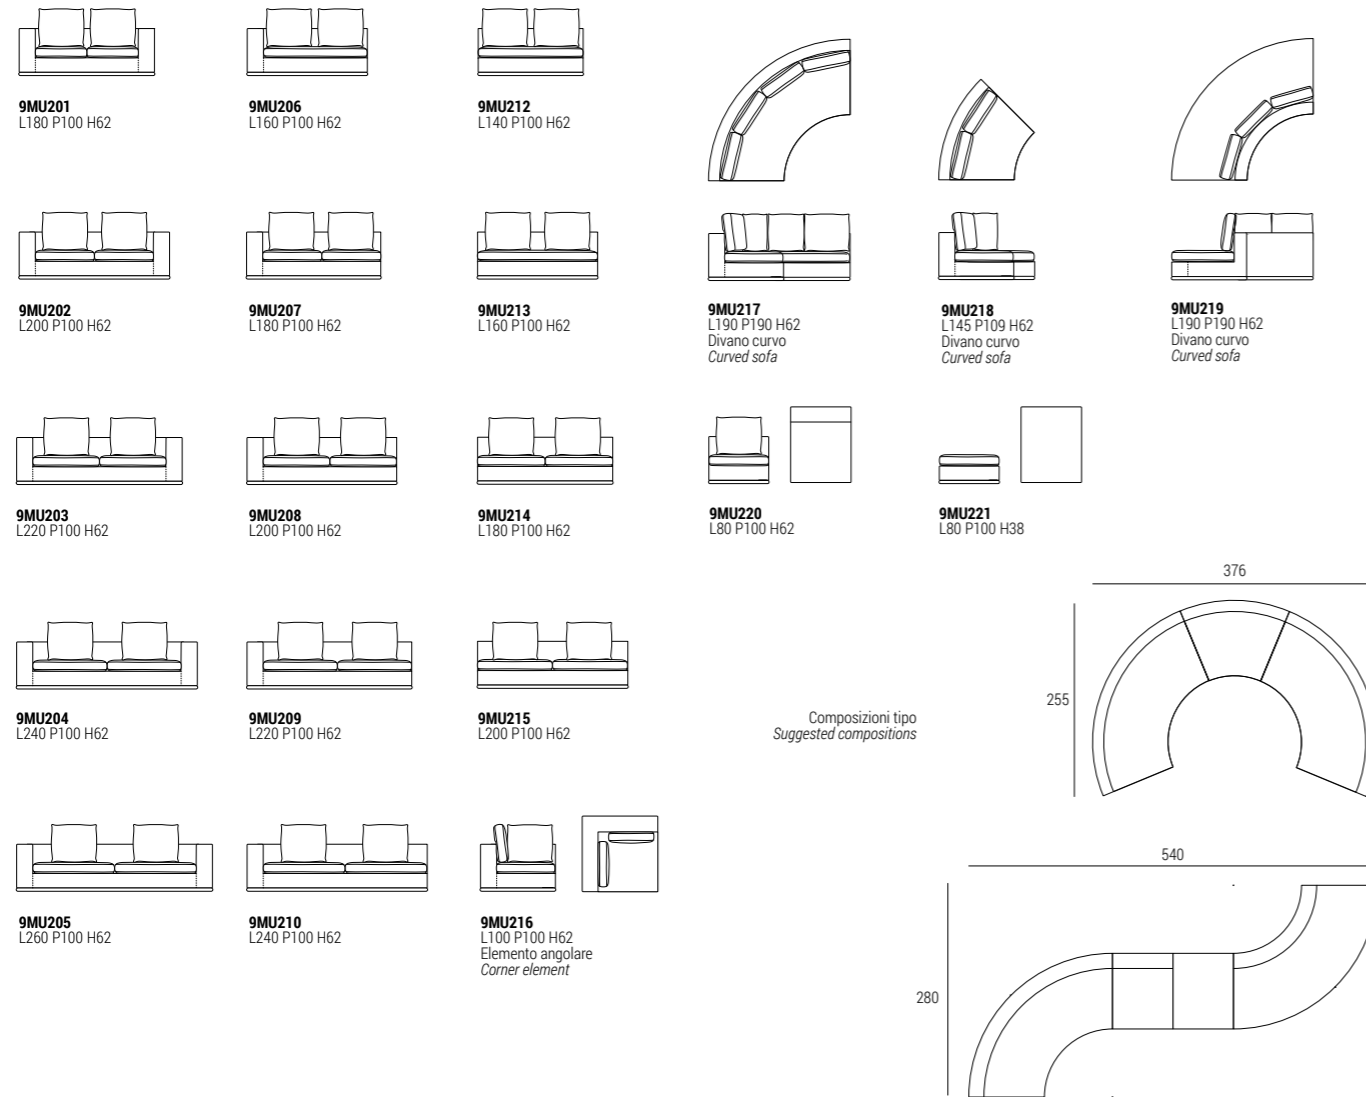 9MU201
L180 P100 H62
9MU206
L160 P100 H62
9MU212
L140 P100 H62
9MU202
L200 P100 H62
9MU207
L180 P100 H62
9MU213
L160 P100 H62
9MU217
L190 P190 H62
Divano curvo
Curved sofa
9MU218
L145 P109 H62
Divano curvo
Curved sofa
9MU219
L190 P190 H62
Divano curvo
Curved sofa
9MU203
L220 P100 H62
9MU208
L200 P100 H62
9MU214
L180 P100 H62
9MU220
L80 P100 H62
9MU221
L80 P100 H38
9MU204
L240 P100 H62
9MU209
L220 P100 H62
9MU215
L200 P100 H62
9MU205
L260 P100 H62
9MU210
L240 P100 H62
9MU216
L100 P100 H62
Elemento angolare
Corner element
Composizioni tipo
Suggested compositions
376
255
540
280